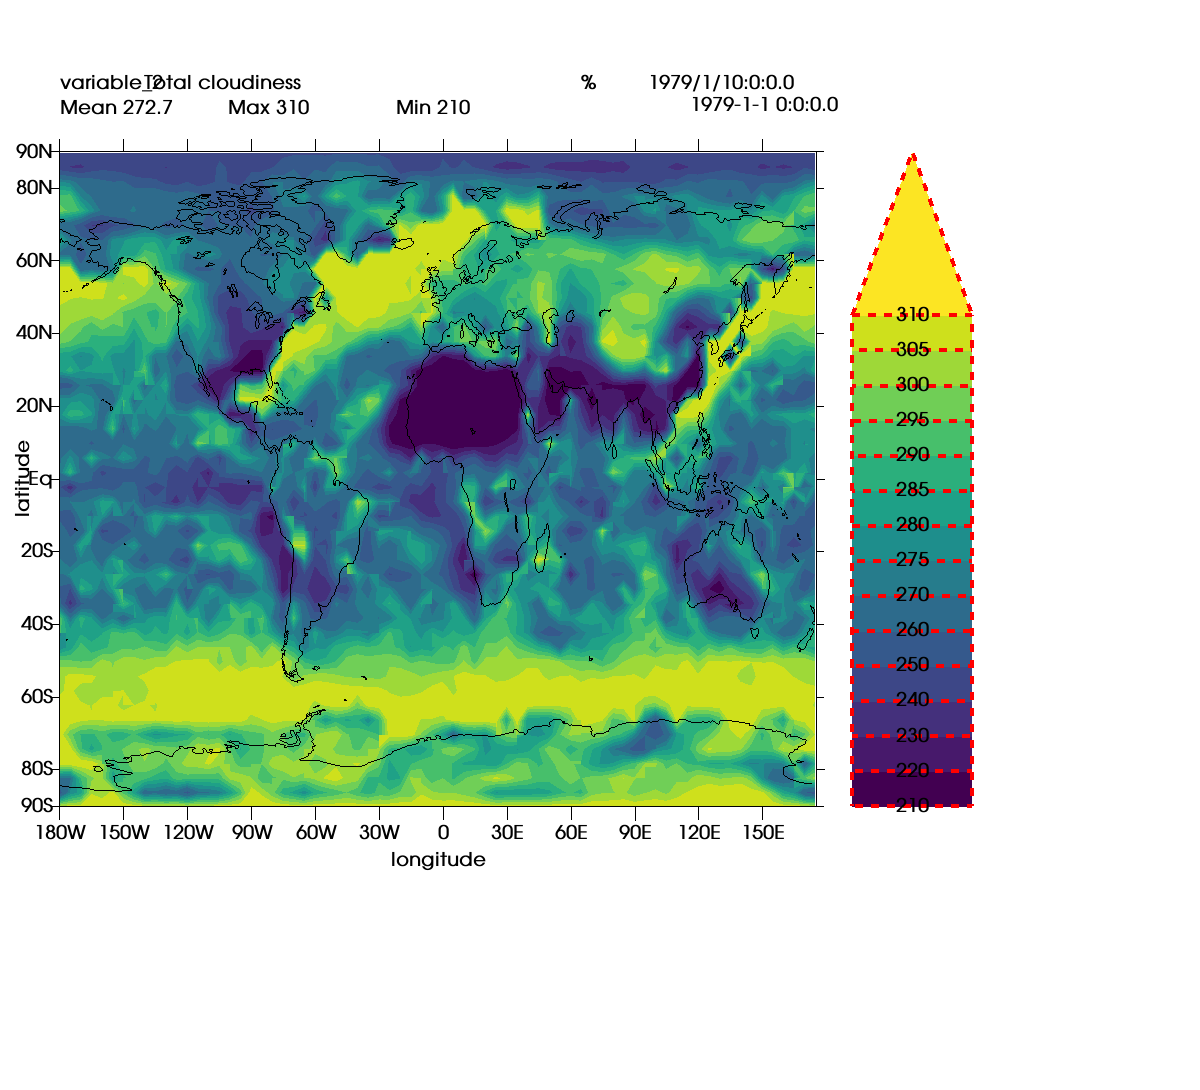 variable_2 Total cloudiness % 1979/1/10:0:0.0
Mean 272.7 Max 310 Min 210 1979-1-1 0:0:0.0
90N
80N
60N
40N
20N
Eq
20S
40S
60S
80S
90S
latitude
180W 150W 120W 90W 60W 30W 0 30E 60E 90E 120E 150E
longitude
310
305
300
295
290
285
280
275
270
260
250
240
230
220
210